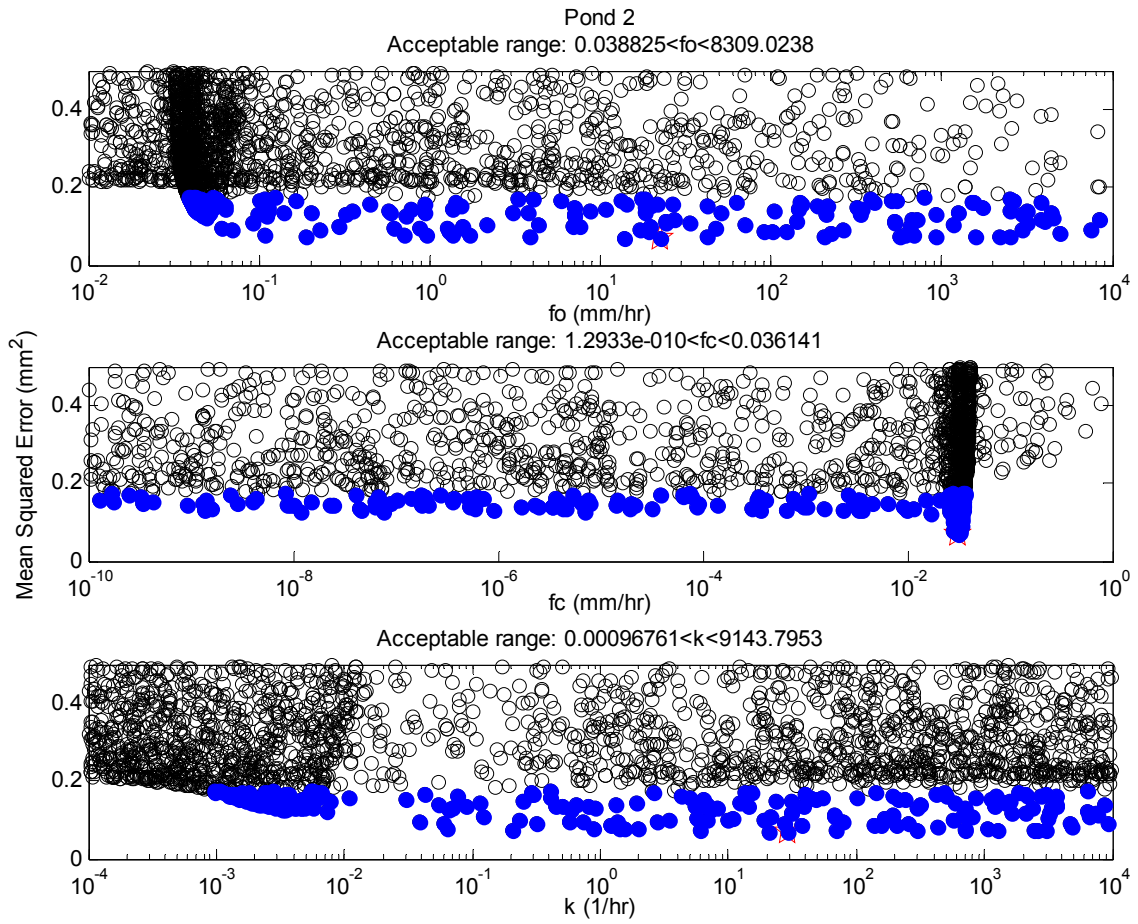 Pond 2
Acceptable range: 0.038825<fo<8309.0238
0.4
0.2
0
10^-2 10^-1 10^0 10^1 10^2 10^3 10^4
fo (mm/hr)
Acceptable range: 1.2933e-010<fc<0.036141
Mean Squared Error (mm^2)
0.4
0.2
0
10^-10 10^-8 10^-6 10^-4 10^-2 10^0
fc (mm/hr)
Acceptable range: 0.00096761<k<9143.7953
0.4
0.2
0
10^-4 10^-3 10^-2 10^-1 10^0 10^1 10^2 10^3 10^4
k (1/hr)